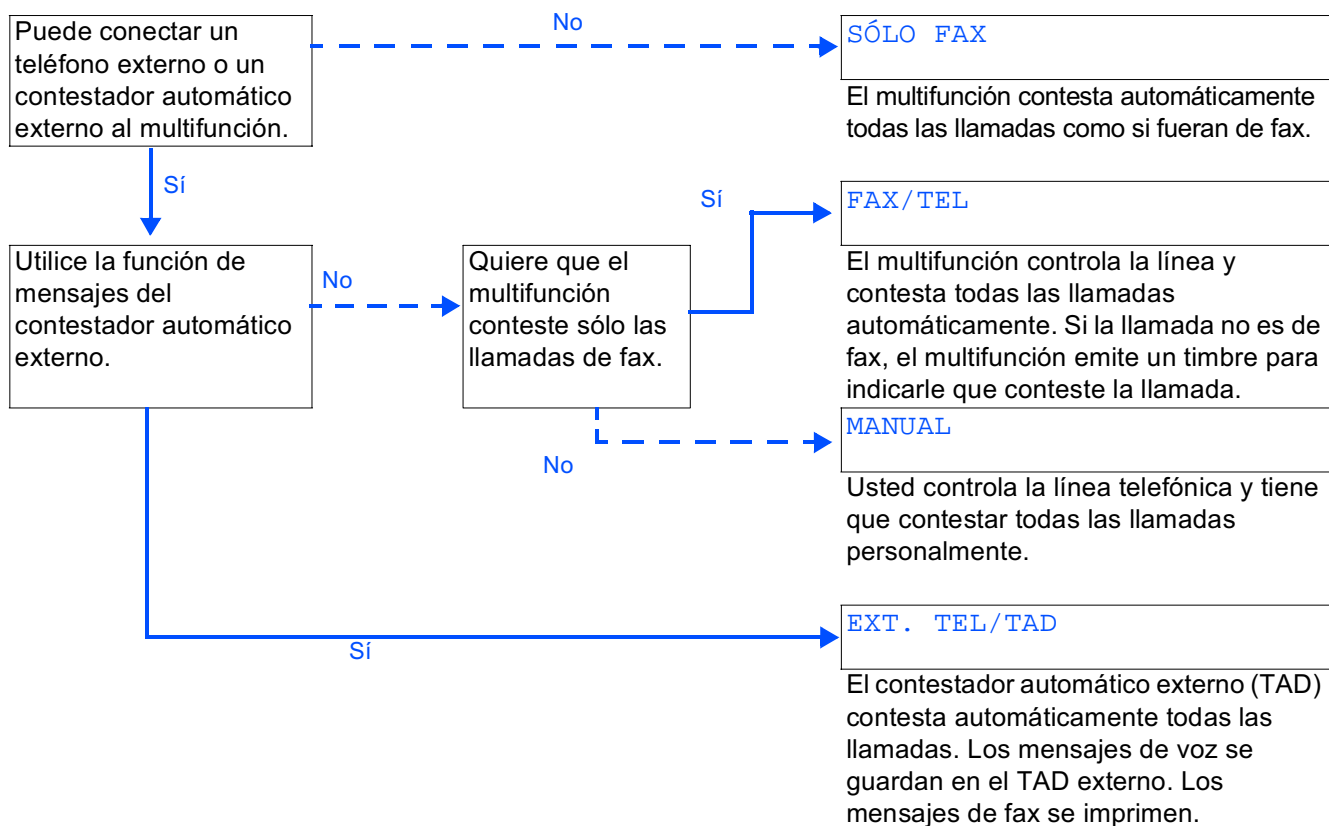 Puede conectar un
teléfono externo o un
contestador automático
externo al multifunción.
No
SÓLO FAX
El multifunción contesta automáticamente
todas las llamadas como si fueran de fax.
Sí
Utilice la función de
mensajes del
contestador automático
externo.
No
Quiere que el
multifunción
conteste sólo las
llamadas de fax.
Sí
FAX/TEL
El multifunción controla la línea y
contesta todas las llamadas
automáticamente. Si la llamada no es de
fax, el multifunción emite un timbre para
indicarle que conteste la llamada.
No
MANUAL
Usted controla la línea telefónica y tiene
que contestar todas las llamadas
personalmente.
Sí
EXT. TEL/TAD
El contestador automático externo (TAD)
contesta automáticamente todas las
llamadas. Los mensajes de voz se
guardan en el TAD externo. Los
mensajes de fax se imprimen.